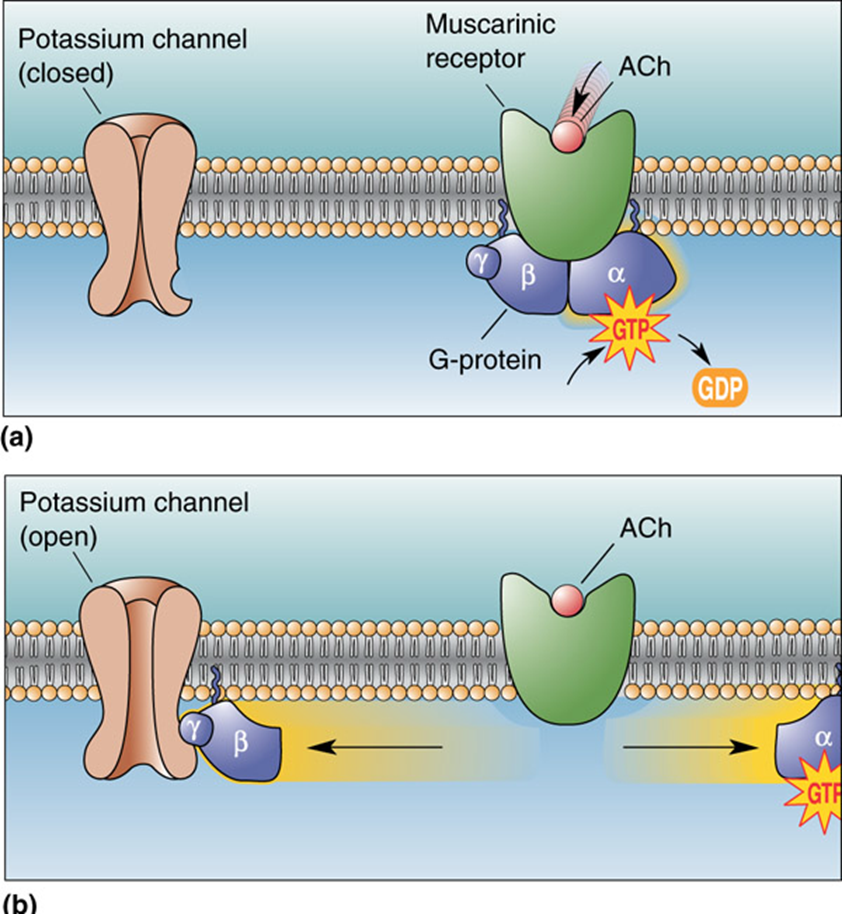 Potassium channel
(closed)
Muscarinic
receptor
ACh
γ
β
α
GTP
G-protein
GDP
(a)
Potassium channel
(open)
ACh
γ
β
α
GTP
(b)